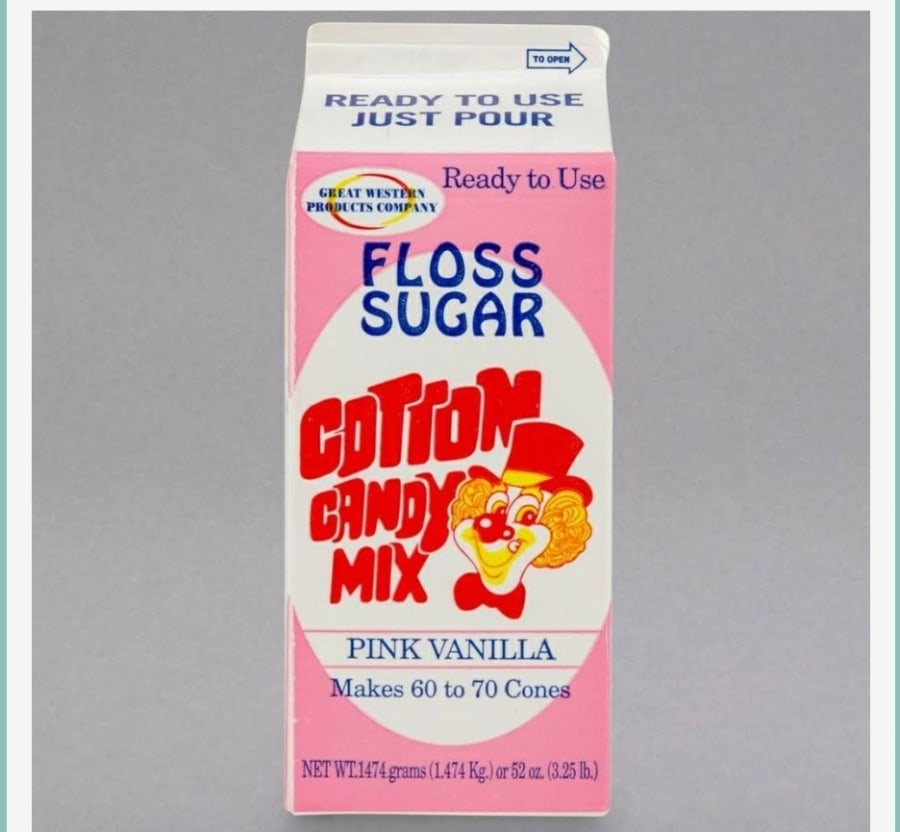 TO OPEN
READY TO USE
JUST POUR
Ready to Use
GREAT WESTERN
PRODUCTS COMPANY
FLOSS
SUGAR
COTTON
CANDY
MIX
PINK VANILLA
Makes 60 to 70 Cones
NET WT.1474 grams (1.474 Kg.) or 52 oz. (3.25 lb.)